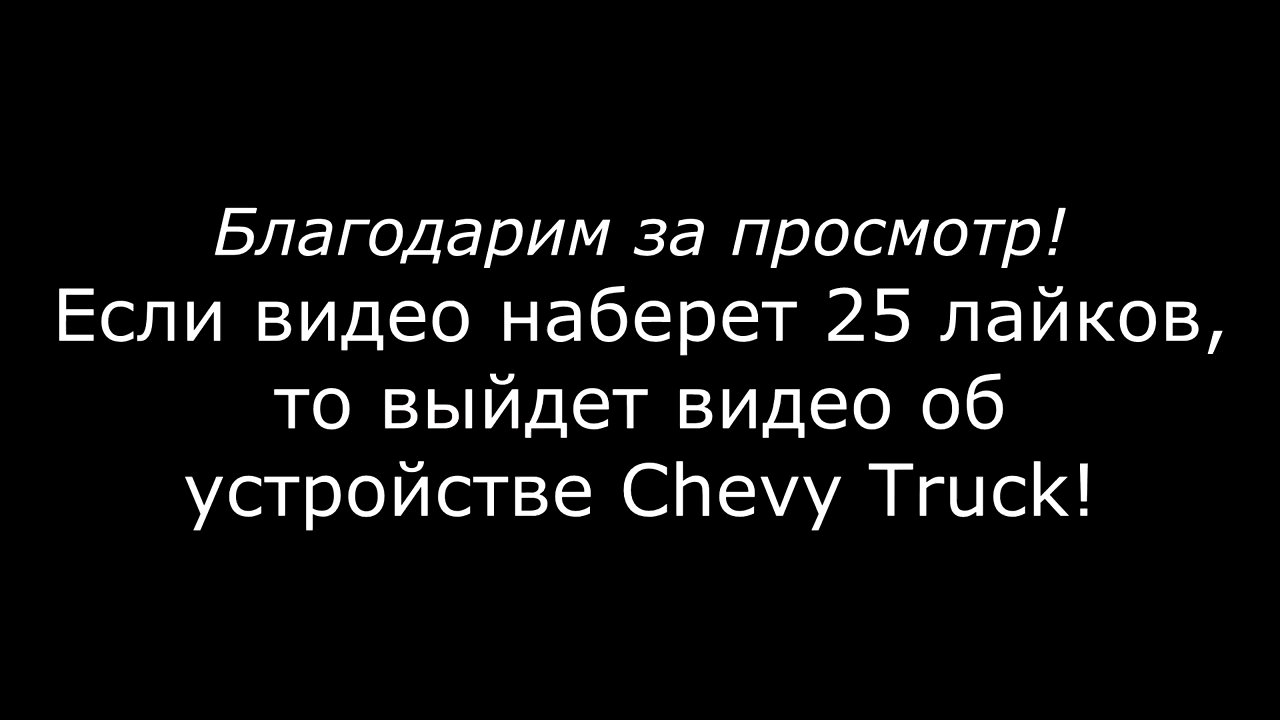 Благодарим за просмотр!
Если видео наберет 25 лайков,
то выйдет видео об
устройстве Chevy Truck!